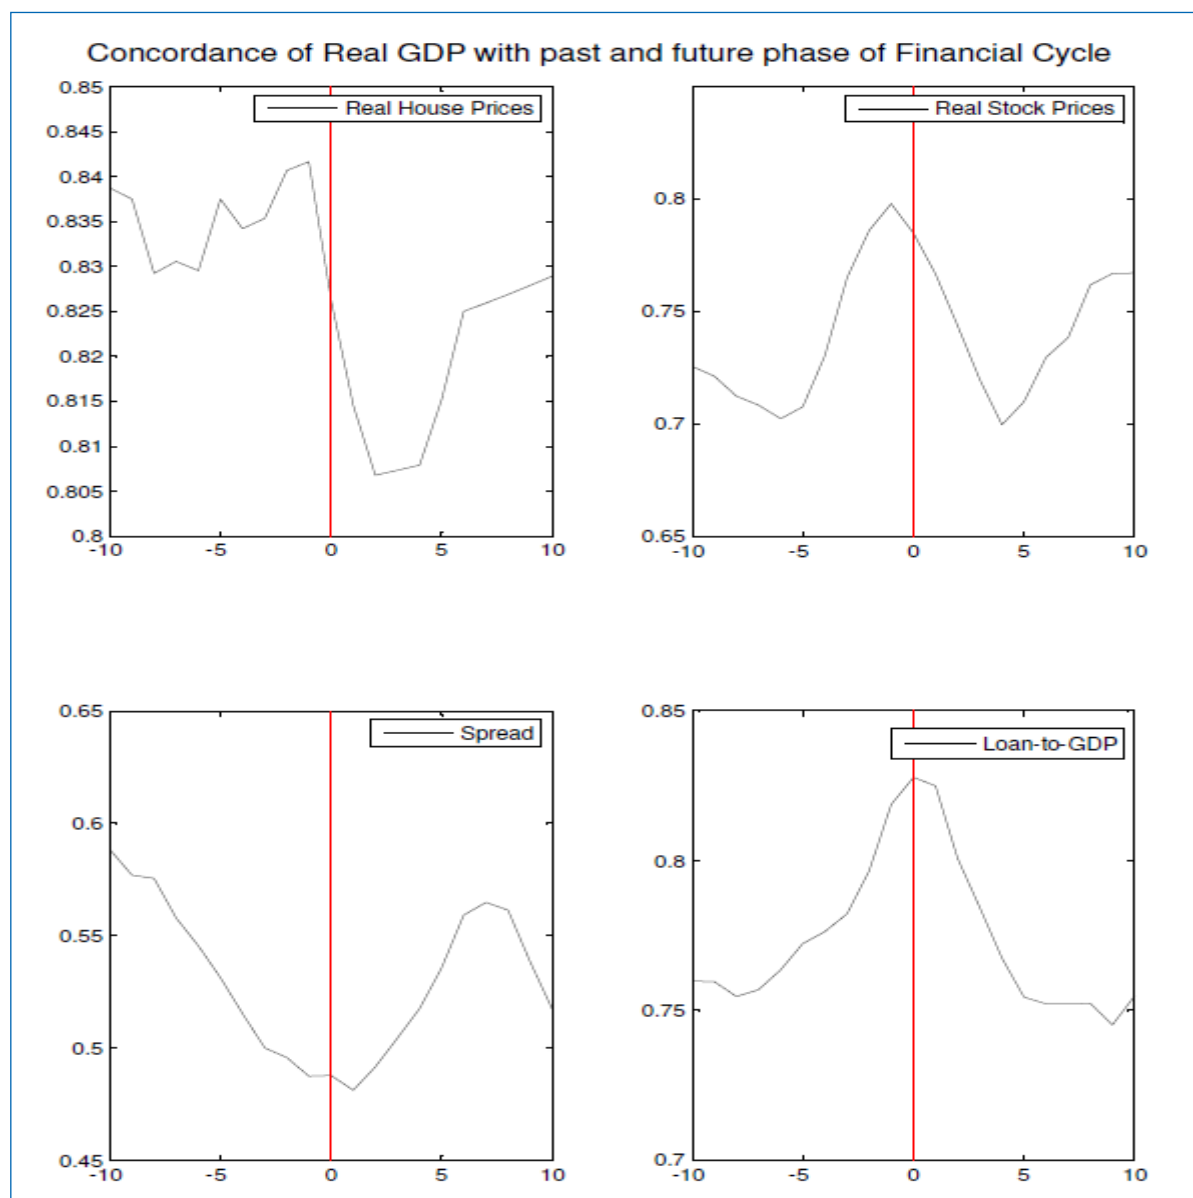 Concordance of Real GDP with past and future phase of Financial Cycle
Real House Prices
0.85
0.845
0.84
0.835
0.83
0.825
0.82
0.815
0.81
0.805
0.8
-10 -5 0 5 10
Real Stock Prices
0.8
0.75
0.7
0.65
-10 -5 0 5 10
Spread
0.65
0.6
0.55
0.5
0.45
-10 -5 0 5 10
Loan-to-GDP
0.85
0.8
0.75
0.7
-10 -5 0 5 10